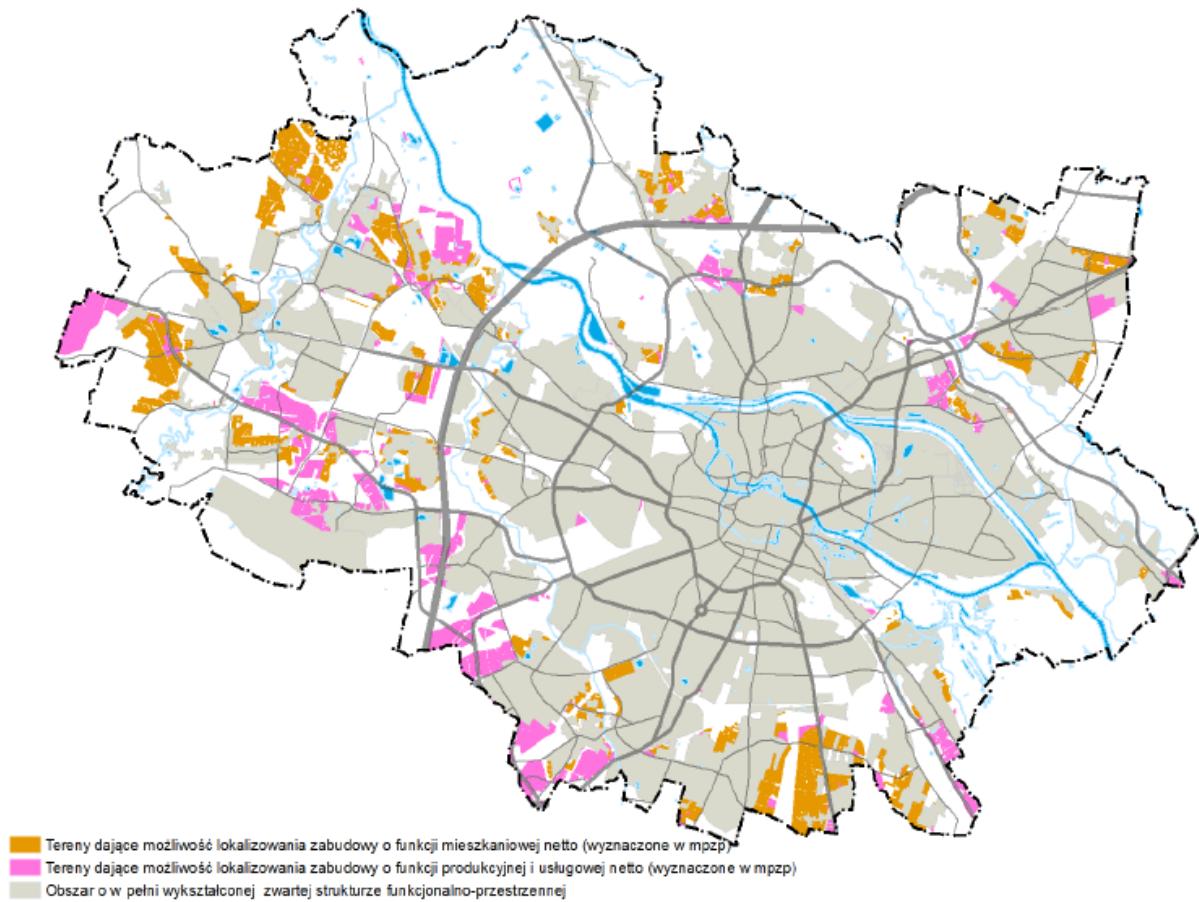 Tereny dające możliwość lokalizowania zabudowy o funkcji mieszkaniowej netto (wyznaczone w mpzp)
Tereny dające możliwość lokalizowania zabudowy o funkcji produkcyjnej i usługowej netto (wyznaczone w mpzp)
Obszar o w pełni wykształconej zwartej strukturze funkcjonalno-przestrzennej